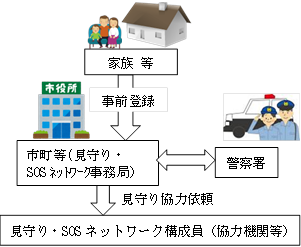 家族 等
市役所
事前登録
市町等(見守り・
SOSネットワーク事務局)
警察署
見守り協力依頼
見守り・SOSネットワーク構成員(協力機関等)